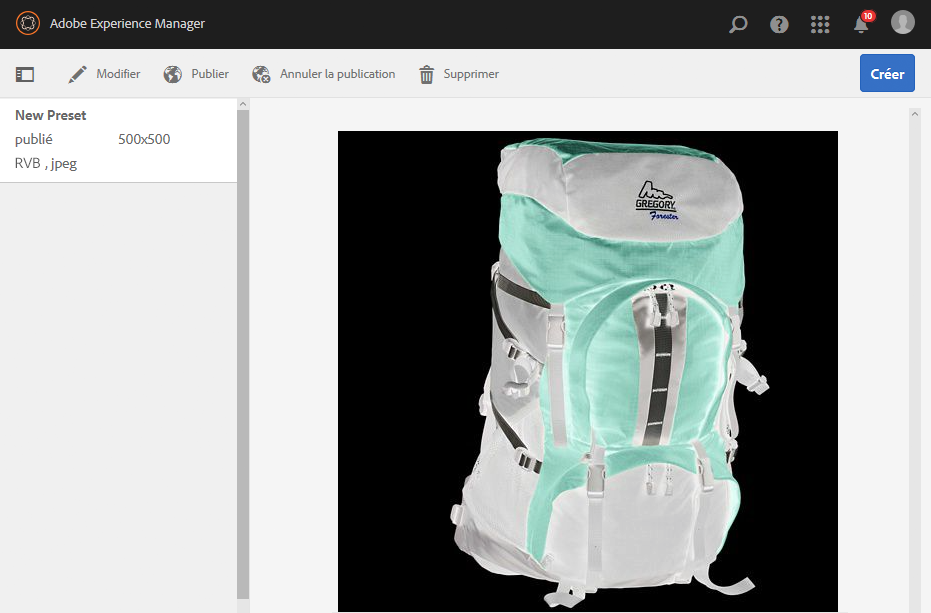 Adobe Experience Manager
10
Modifier
Publier
Annuler la publication
Supprimer
Créer
New Preset
publié 500x500
RVB , jpeg
GREGORY
Forester